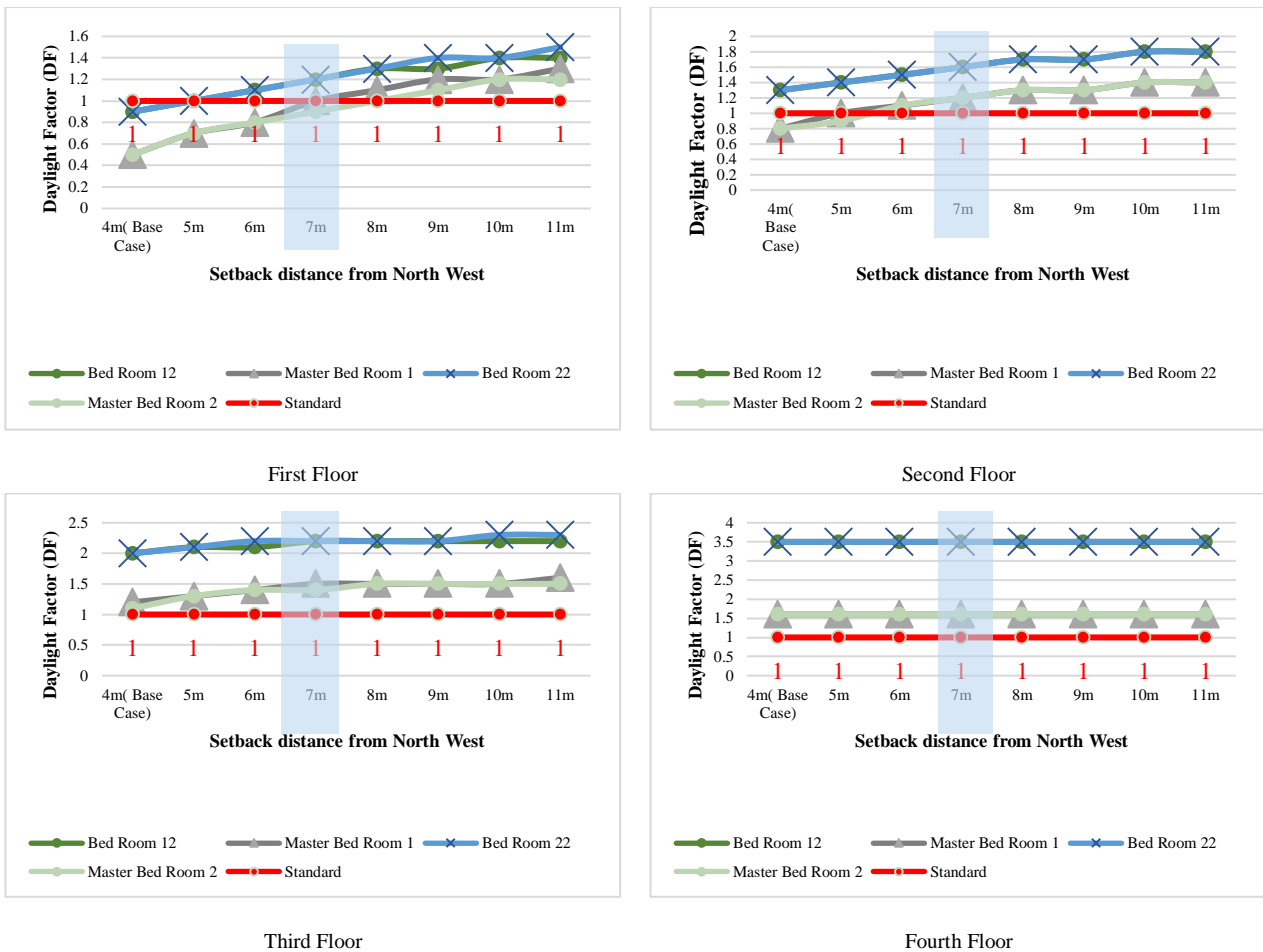 Daylight Factor (DF)
1.6
1.4
1.2
1
0.8
0.6
0.4
0.2
0
1 1 1 1 1 1 1 1
4m( Base Case) 5m 6m 7m 8m 9m 10m 11m
Setback distance from North West
Bed Room 12 Master Bed Room 1 Bed Room 22
Master Bed Room 2 Standard
First Floor
Daylight Factor (DF)
2
1.8
1.6
1.4
1.2
1
0.8
0.6
0.4
0.2
0
1 1 1 1 1 1 1 1
4m( Base Case) 5m 6m 7m 8m 9m 10m 11m
Setback distance from North West
Bed Room 12 Master Bed Room 1 Bed Room 22
Master Bed Room 2 Standard
Second Floor
Daylight Factor (DF)
2.5
2
1.5
1
0.5
0
1 1 1 1 1 1 1 1
4m( Base Case) 5m 6m 7m 8m 9m 10m 11m
Setback distance from North West
Bed Room 12 Master Bed Room 1 Bed Room 22
Master Bed Room 2 Standard
Third Floor
Daylight Factor (DF)
4
3.5
3
2.5
2
1.5
1
0.5
0
1 1 1 1 1 1 1 1
4m( Base Case) 5m 6m 7m 8m 9m 10m 11m
Setback distance from North West
Bed Room 12 Master Bed Room 1 Bed Room 22
Master Bed Room 2 Standard
Fourth Floor